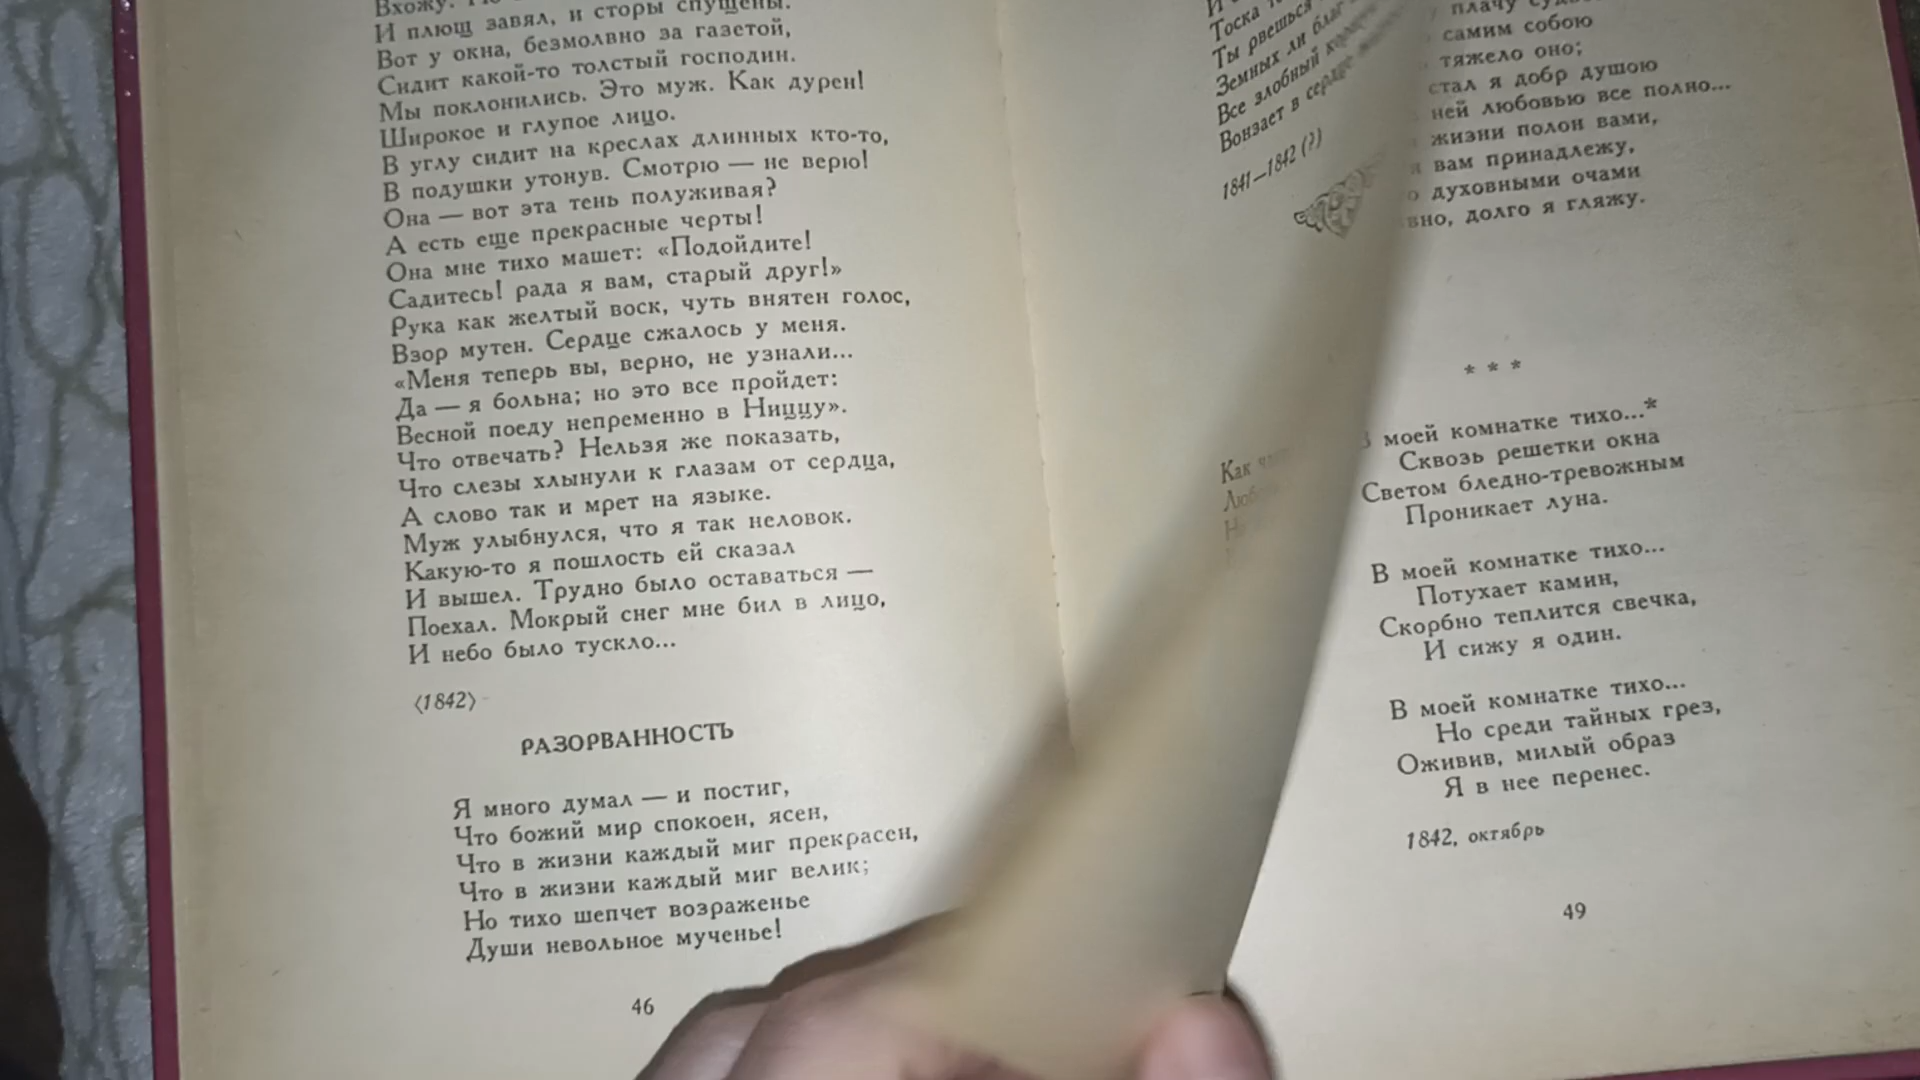 Вхожу.
И плющ завял, и сторы спущены.
Вот у окна, безмолвно за газетой,
Сидит какой-то толстый господин.
Мы поклонились. Это муж. Как дурен!
Широкое и глупое лицо.
В углу сидит на креслах длинных кто-то,
В подушки утонув. Смотрю — не верю!
Она — вот эта тень полуживая?
А есть еще прекрасные черты!
Она мне тихо машет: «Подойдите!
Садитесь! рада я вам, старый друг!»
Рука как желтый воск, чуть внятен голос,
Взор мутен. Сердце сжалось у меня.
«Меня теперь вы, верно, не узнали...
Да — я больна; но это все пройдет:
Весной поеду непременно в Ниццу».
Что отвечать? Нельзя же показать,
Что слезы хлынули к глазам от сердца,
А слово так и мрет на языке.
Муж улыбнулся, что я так неловок.
Какую-то я пошлость ей сказал
И вышел. Трудно было оставаться —
Поехал. Мокрый снег мне бил в лицо,
И небо было тускло...
⟨1842⟩
РАЗОРВАННОСТЬ
Я много думал — и постиг,
Что божий мир спокоен, ясен,
Что в жизни каждый миг прекрасен,
Что в жизни каждый миг велик;
Но тихо шепчет возраженье
Души невольное мученье!
46
Тоска
Ты рвешься
Земных ли благ
Все злобный
Вонзает в сердце
1841—1842 (?)
Как
плачу
самим собою
тяжело оно;
стал я добр душою
ней любовью все полно...
жизни полон вами,
я вам принадлежу,
духовными очами
долго я гляжу.
* * *
В моей комнатке тихо...*
Сквозь решетки окна
Светом бледно-тревожным
Проникает луна.
В моей комнатке тихо...
Потухает камин,
Скорбно теплится свечка,
И сижу я один.
В моей комнатке тихо...
Но среди тайных грез,
Оживив, милый образ
Я в нее перенес.
1842, октябрь
49